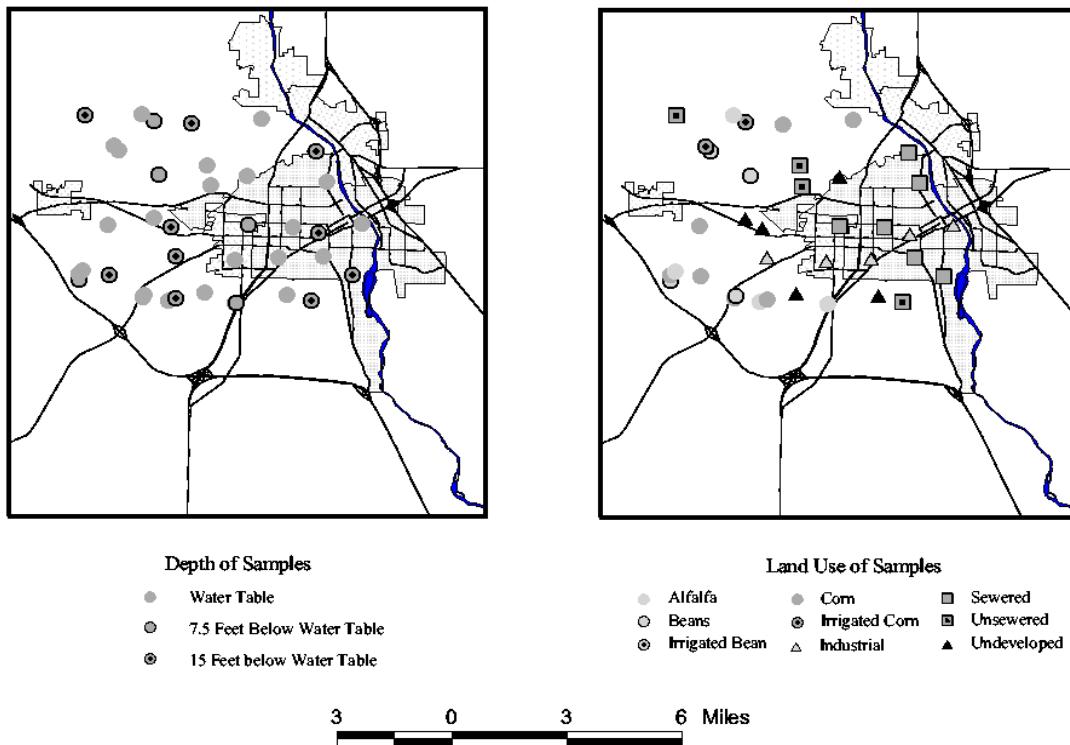 Depth of Samples
Water Table
7.5 Feet Below Water Table
15 Feet below Water Table
Land Use of Samples
Alfalfa
Beans
Irrigated Bean
Corn
Irrigated Corn
Industrial
Sewered
Unsewered
Undeveloped
3 0 3 6 Miles